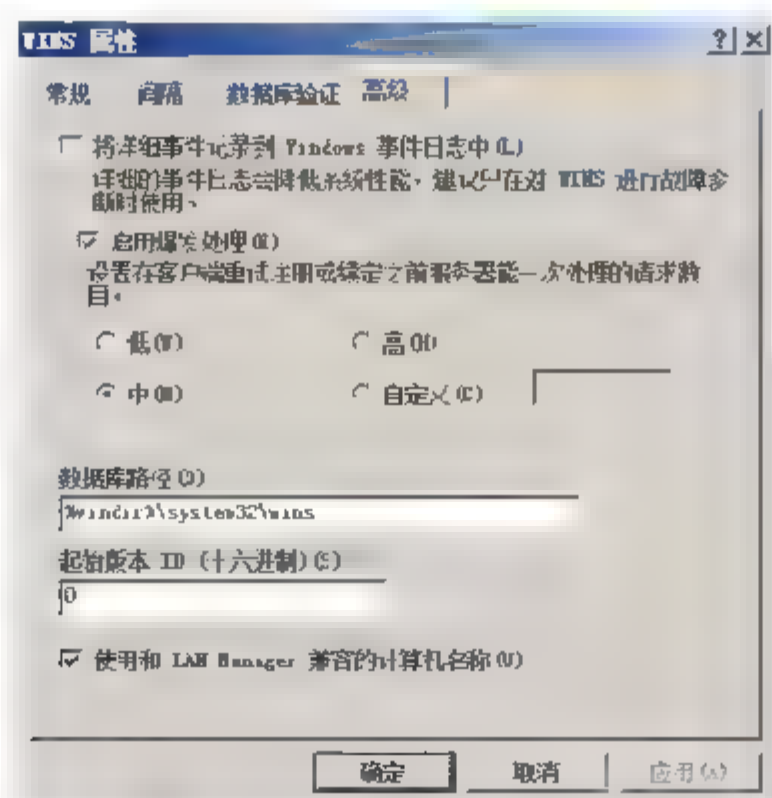 WINS 属性
常规 间隔 数据库验证 高级
将详细事件记录到 Windows 事件日志中(L)
详细的事件日志会降低系统性能，建议只在对 WINS 进行故障诊
断时使用。
启用爆发处理(E)
设置在客户端重试注册或续定之前服务器能一次处理的请求数
目。
低(W) 高(H)
中(M) 自定义(C)
数据库路径(D)
%windir%\system32\wins
起始版本 ID (十六进制)(S)
0
使用和 LAN Manager 兼容的计算机名称(U)
确定 取消 应用(A)